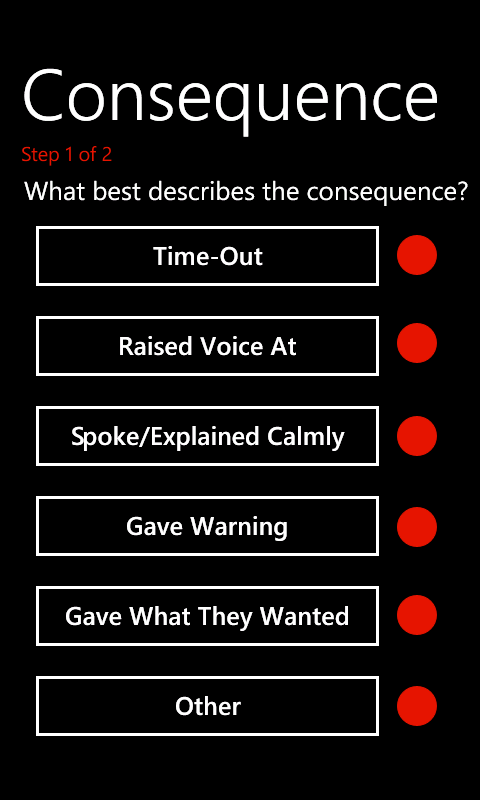 Consequence
Step 1 of 2
What best describes the consequence?
Time-Out
Raised Voice At
Spoke/Explained Calmly
Gave Warning
Gave What They Wanted
Other